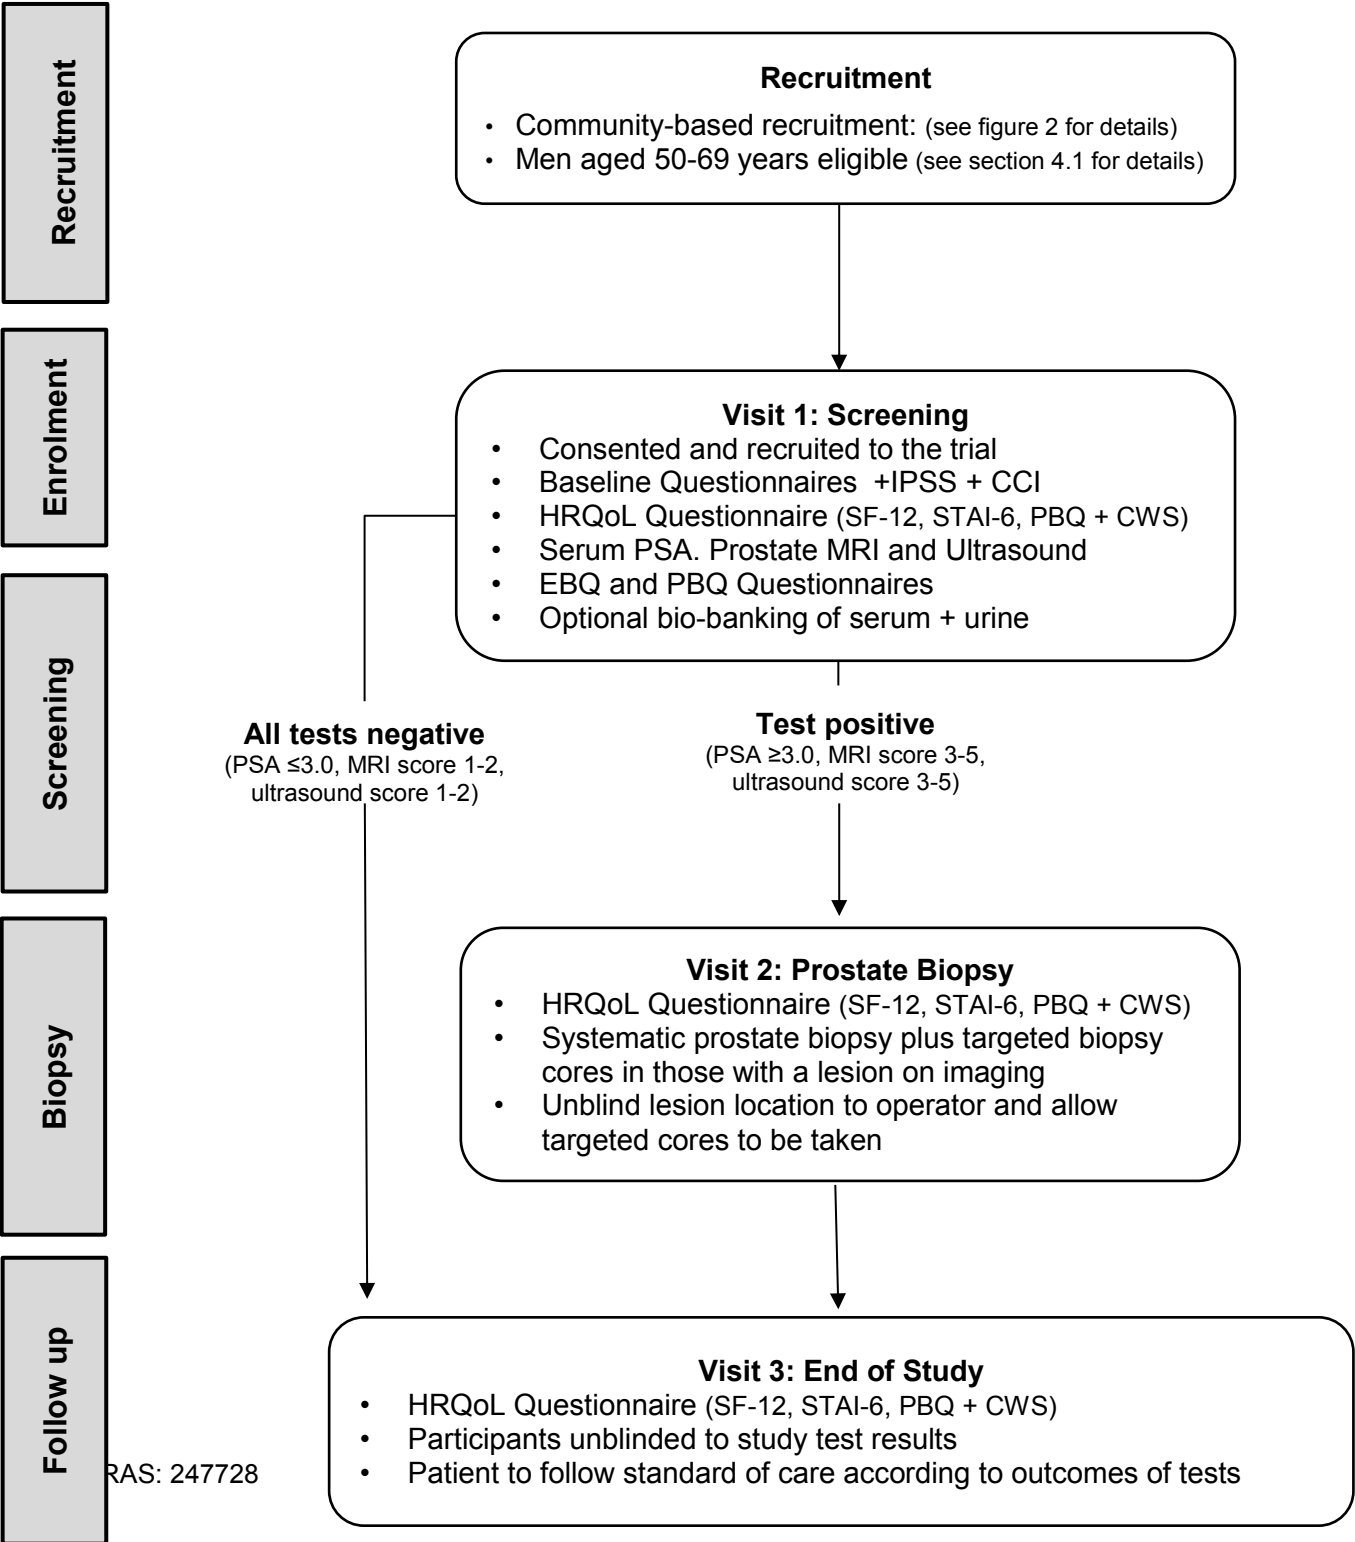 Recruitment
Recruitment
• Community-based recruitment: (see figure 2 for details)
• Men aged 50-69 years eligible (see section 4.1 for details)
Enrolment
Visit 1: Screening
• Consented and recruited to the trial
• Baseline Questionnaires +IPSS + CCI
• HRQoL Questionnaire (SF-12, STAI-6, PBQ + CWS)
• Serum PSA. Prostate MRI and Ultrasound
• EBQ and PBQ Questionnaires
• Optional bio-banking of serum + urine
Screening
All tests negative
(PSA ≤3.0, MRI score 1-2,
ultrasound score 1-2)
Test positive
(PSA ≥3.0, MRI score 3-5,
ultrasound score 3-5)
Biopsy
Visit 2: Prostate Biopsy
• HRQoL Questionnaire (SF-12, STAI-6, PBQ + CWS)
• Systematic prostate biopsy plus targeted biopsy
cores in those with a lesion on imaging
• Unblind lesion location to operator and allow
targeted cores to be taken
Follow up
Visit 3: End of Study
• HRQoL Questionnaire (SF-12, STAI-6, PBQ + CWS)
• Participants unblinded to study test results
• Patient to follow standard of care according to outcomes of tests
RAS: 247728